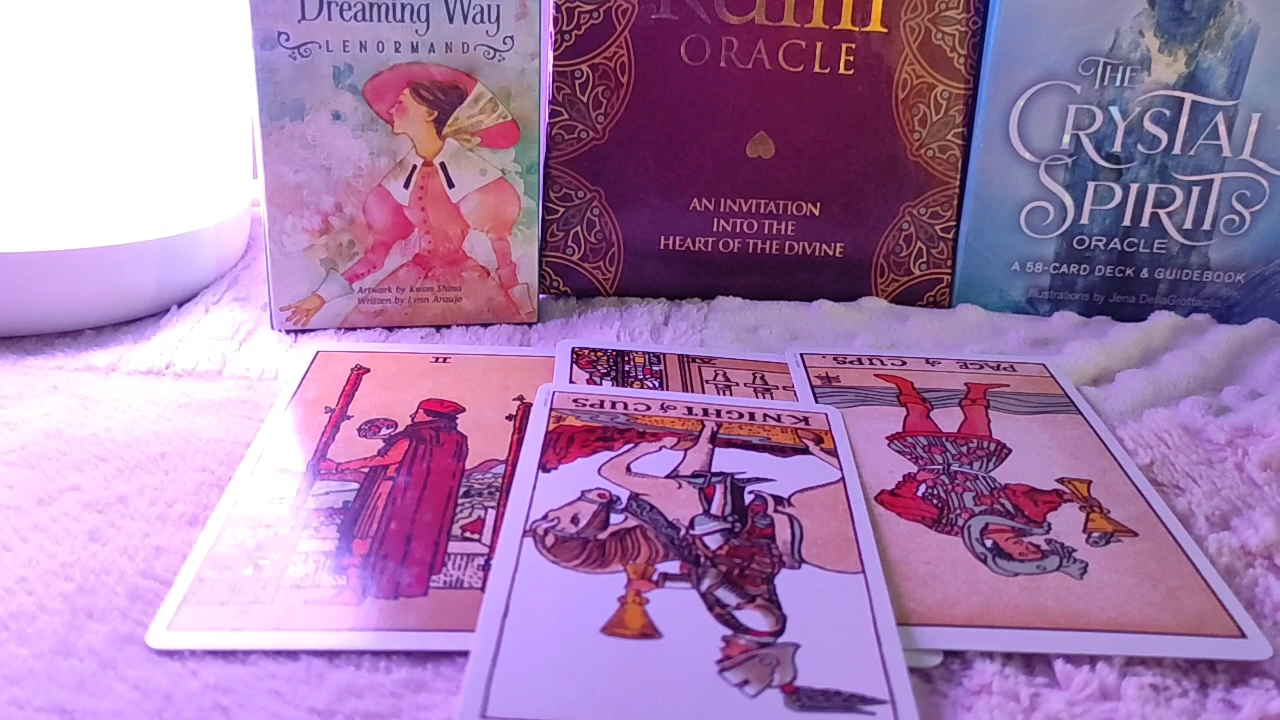 Dreaming Way
LENORMAND
Artwork by Kwan Shina
Written by Lynn Araujo
Rumi
ORACLE
AN INVITATION
INTO THE
HEART OF THE DIVINE
THE
CRYSTAL
SPIRITS
ORACLE
A 58-CARD DECK & GUIDEBOOK
Illustrations by Jena DellaGrottaglia
II
KNIGHT of CUPS.
PAGE of CUPS.